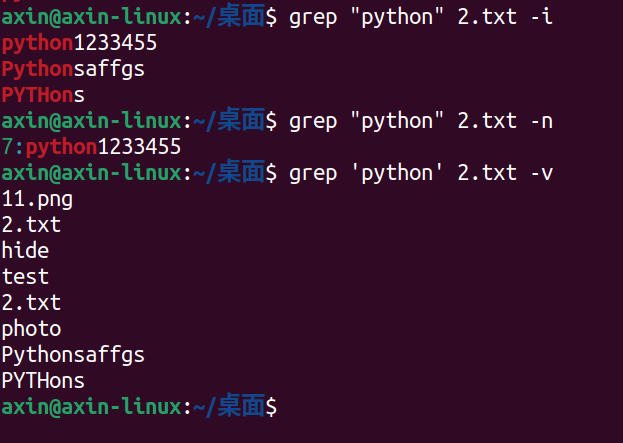 axin@axin-linux:~/桌面$ grep "python" 2.txt -i
python1233455
Pythonsaffgs
PYTHons
axin@axin-linux:~/桌面$ grep "python" 2.txt -n
7:python1233455
axin@axin-linux:~/桌面$ grep 'python' 2.txt -v
11.png
2.txt
hide
test
2.txt
photo
Pythonsaffgs
PYTHons
axin@axin-linux:~/桌面$